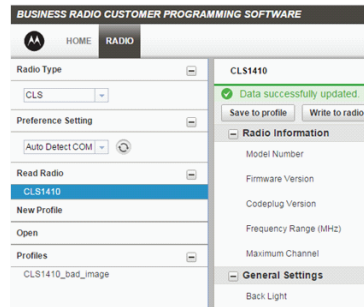 BUSINESS RADIO CUSTOMER PROGRAMMING SOFTWARE
HOME RADIO
Radio Type
CLS
Preference Setting
Auto Detect COM
Read Radio
CLS1410
New Profile
Open
Profiles
CLS1410_bad_image
CLS1410
Data successfully updated.
Save to profile Write to radio
Radio Information
Model Number
Firmware Version
Codeplug Version
Frequency Range (MHz)
Maximum Channel
General Settings
Back Light